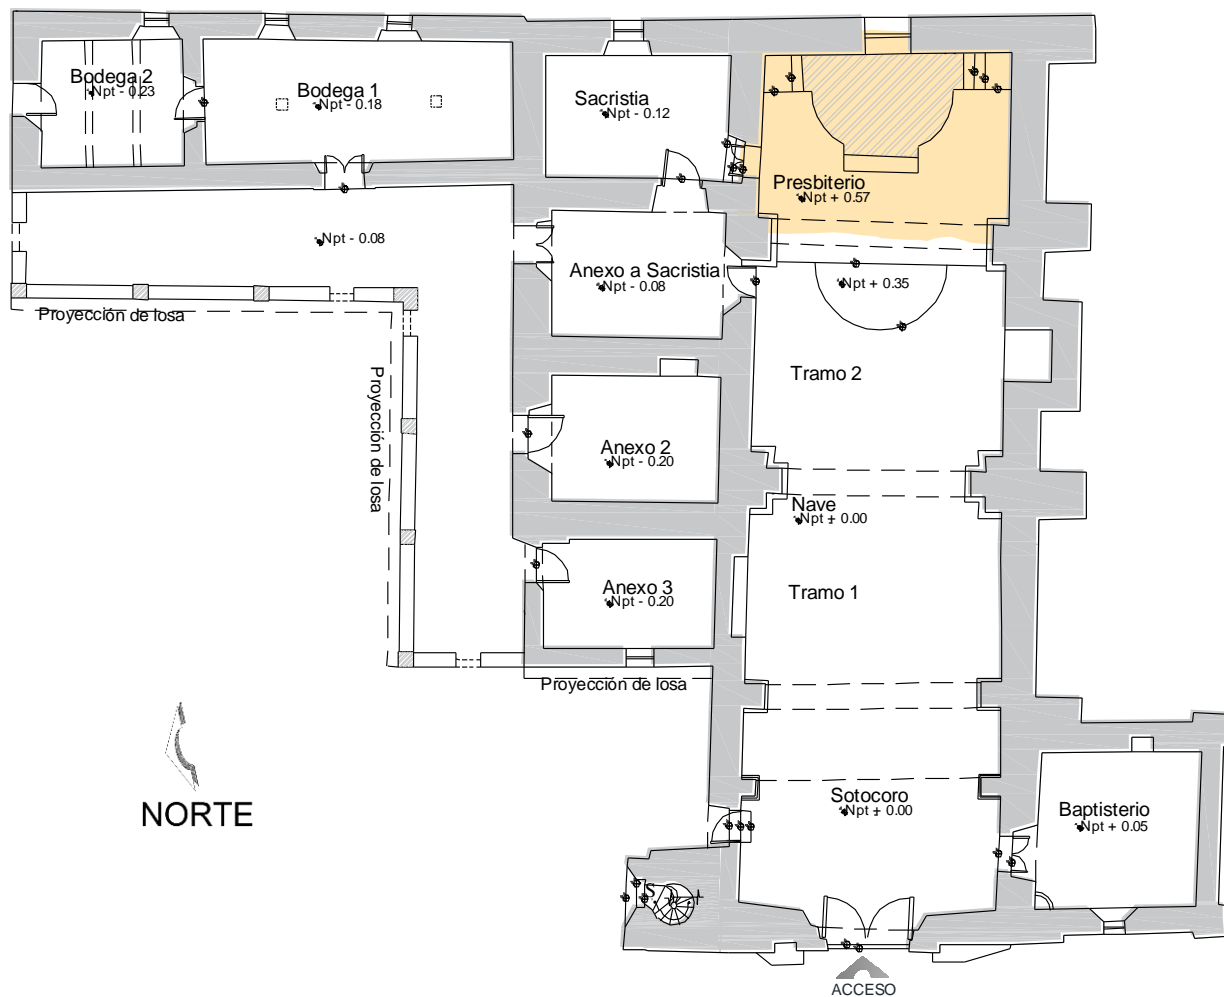 Bodega 2
Npt - 0.23
Bodega 1
Npt - 0.18
Sacristia
Npt - 0.12
Presbiterio
Npt + 0.57
Npt - 0.08
Anexo a Sacristia
Npt - 0.08
Npt + 0.35
Proyección de losa
Proyección de losa
Tramo 2
Anexo 2
Npt - 0.20
Nave
Npt + 0.00
Anexo 3
Npt - 0.20
Tramo 1
Proyección de losa
NORTE
Sotocoro
Npt + 0.00
Baptisterio
Npt + 0.05
S
ACCESO